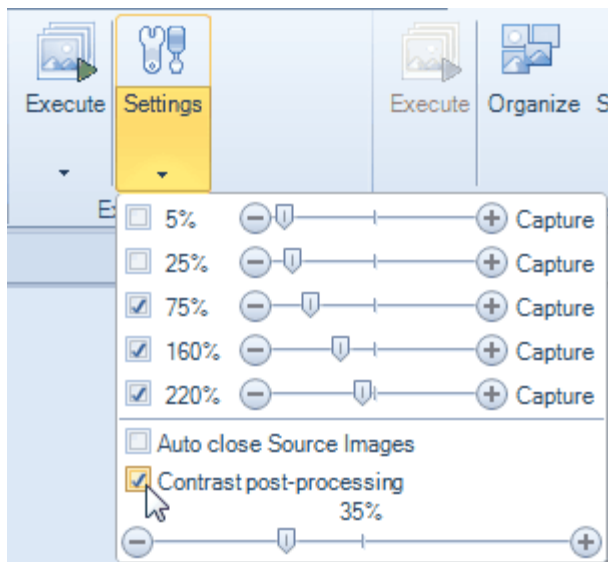 Execute Settings Execute Organize S
5% Capture
25% Capture
75% Capture
160% Capture
220% Capture
Auto close Source Images
Contrast post-processing
35%